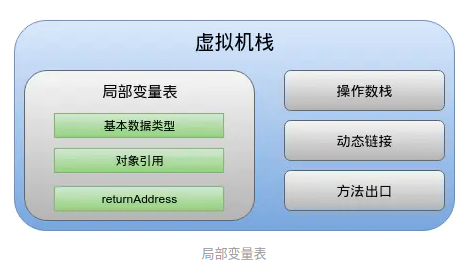 虚拟机栈
局部变量表
基本数据类型
对象引用
returnAddress
操作数栈
动态链接
方法出口
局部变量表